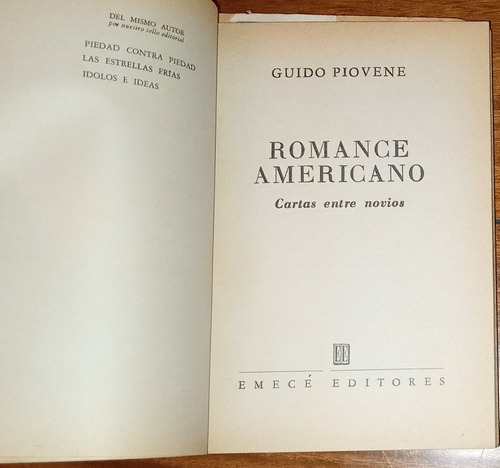 DEL MISMO AUTOR
por nuestro sello editorial
PIEDAD CONTRA PIEDAD
LAS ESTRELLAS FRIAS
IDOLOS E IDEAS
GUIDO PIOVENE
ROMANCE
AMERICANO
Cartas entre novios
EE
EMECÉ EDITORES